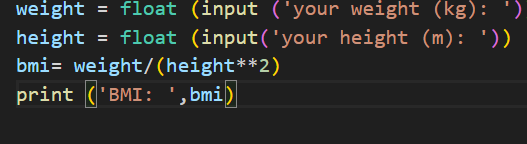 weight = float (input ('your weight (kg): ')
height = float (input('your height (m): '))
bmi= weight/(height**2)
print ('BMI: ',bmi)